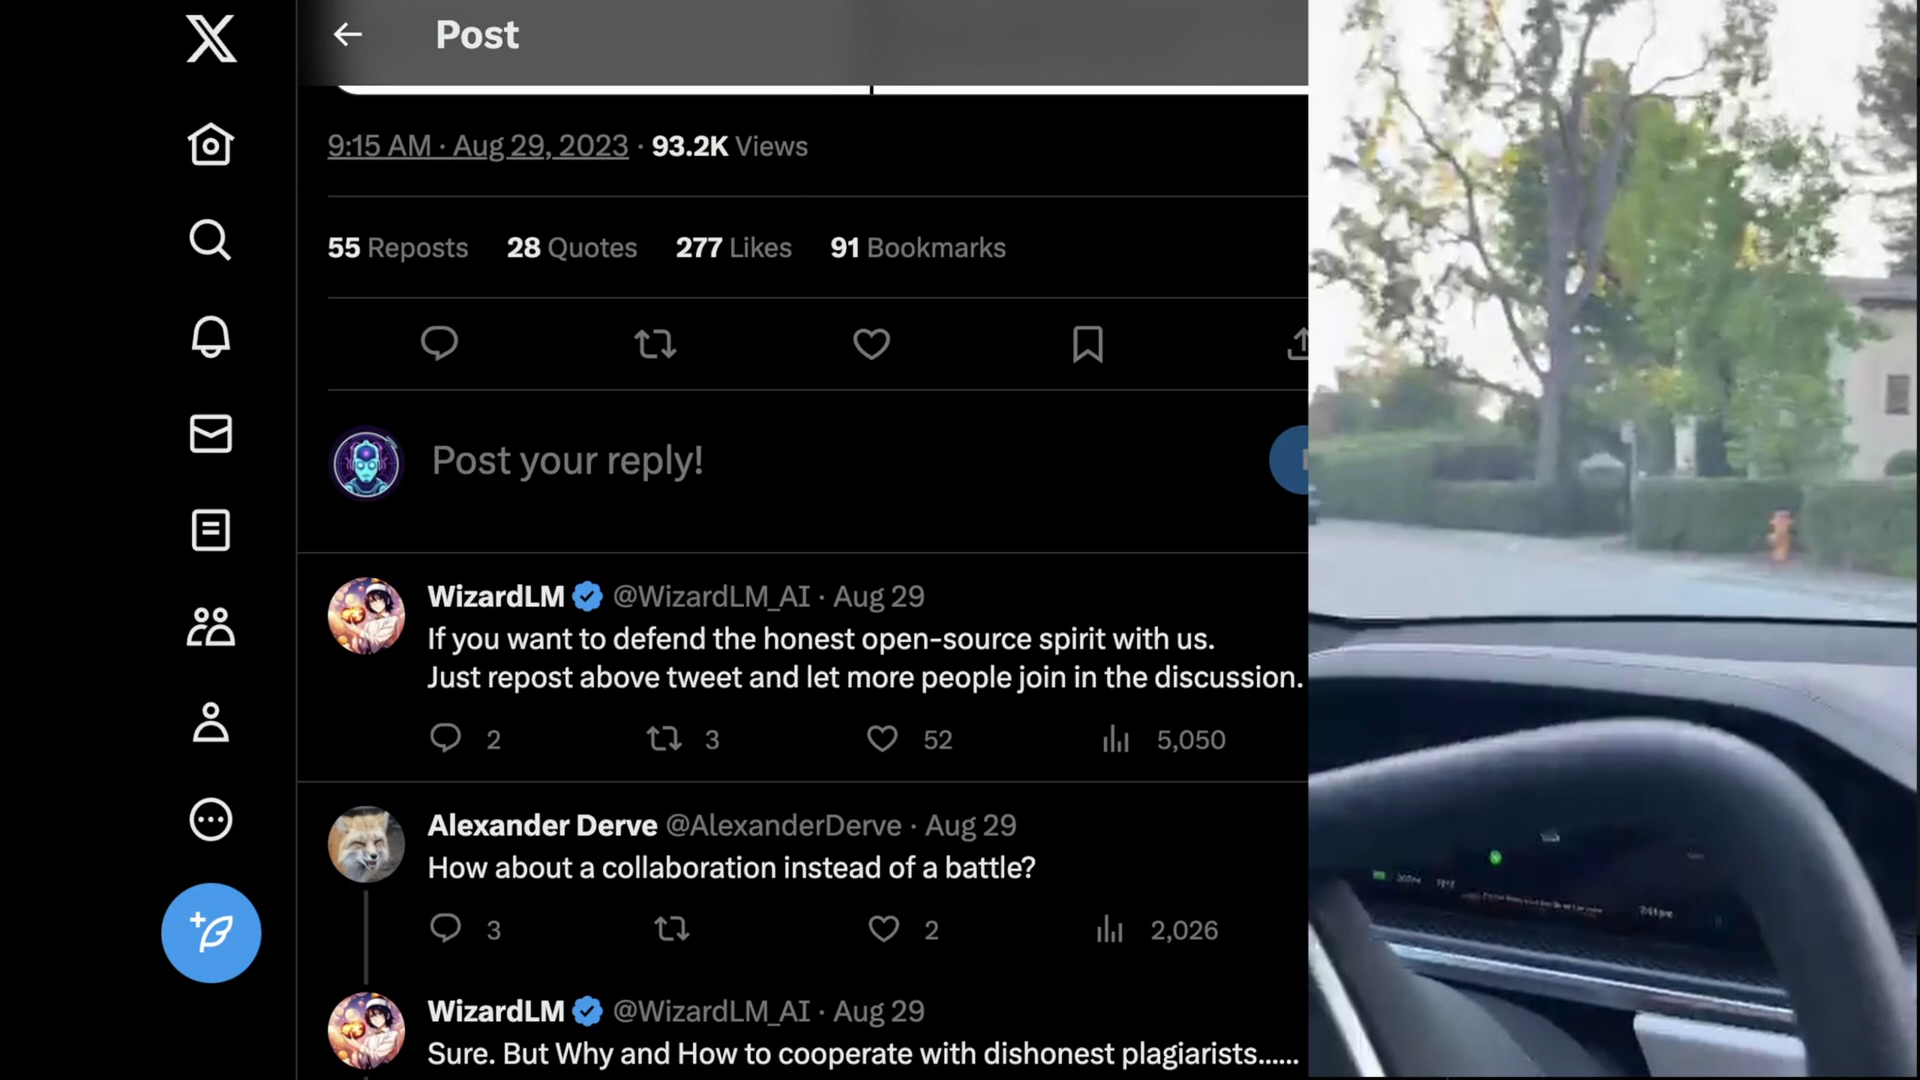 Post
9:15 AM · Aug 29, 2023 · 93.2K Views
55 Reposts 28 Quotes 277 Likes 91 Bookmarks
Post your reply!
WizardLM @WizardLM_AI · Aug 29
If you want to defend the honest open-source spirit with us.
Just repost above tweet and let more people join in the discussion.
2 3 52 5,050
Alexander Derve @AlexanderDerve · Aug 29
How about a collaboration instead of a battle?
3 2 2,026
WizardLM @WizardLM_AI · Aug 29
Sure. But Why and How to cooperate with dishonest plagiarists......